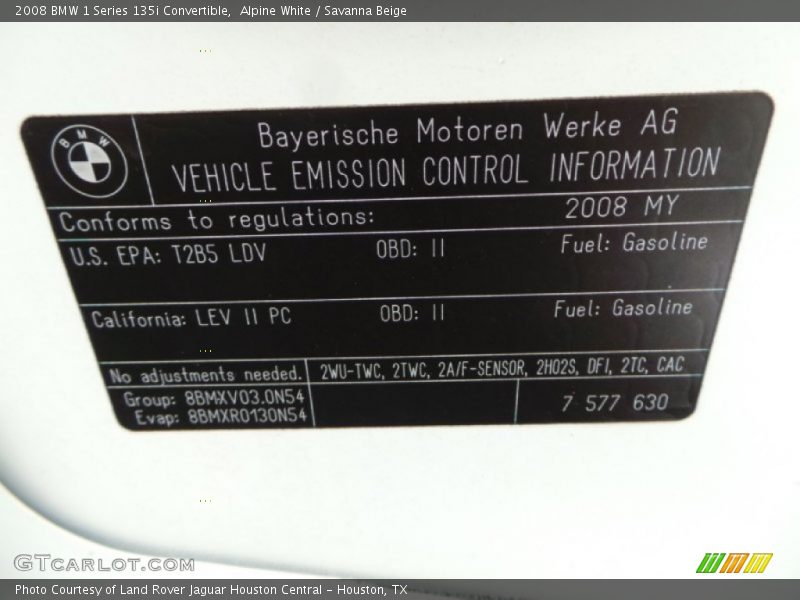 2008 BMW 1 Series 135i Convertible,  Alpine White / Savanna Beige
BMW
Bayerische Motoren Werke AG
VEHICLE EMISSION CONTROL INFORMATION
Conforms to regulations: 2008 MY
U.S. EPA: T2B5 LDV OBD: II Fuel: Gasoline
California: LEV II PC OBD: II Fuel: Gasoline
No adjustments needed. 2WU-TWC, 2TWC, 2A/F-SENSOR, 2HO2S, DFI, 2TC, CAC
Group: 8BMXV03.0N54
Evap: 8BMXR0130N54
7 577 630
GTcarlot.com
Photo Courtesy of Land Rover Jaguar Houston Central - Houston, TX